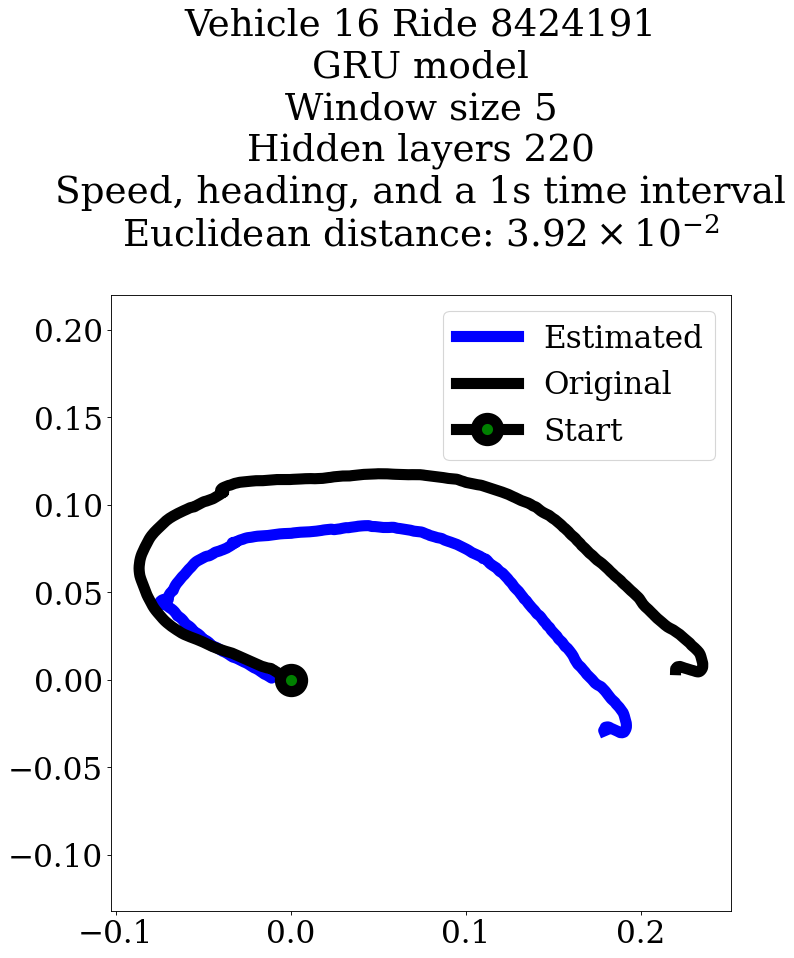 Vehicle 16 Ride 8424191
GRU model
Window size 5
Hidden layers 220
Speed, heading, and a 1s time interval
Euclidean distance: 3.92 × 10⁻²
Estimated
Original
Start
0.20
0.15
0.10
0.05
0.00
−0.05
−0.10
−0.1 0.0 0.1 0.2